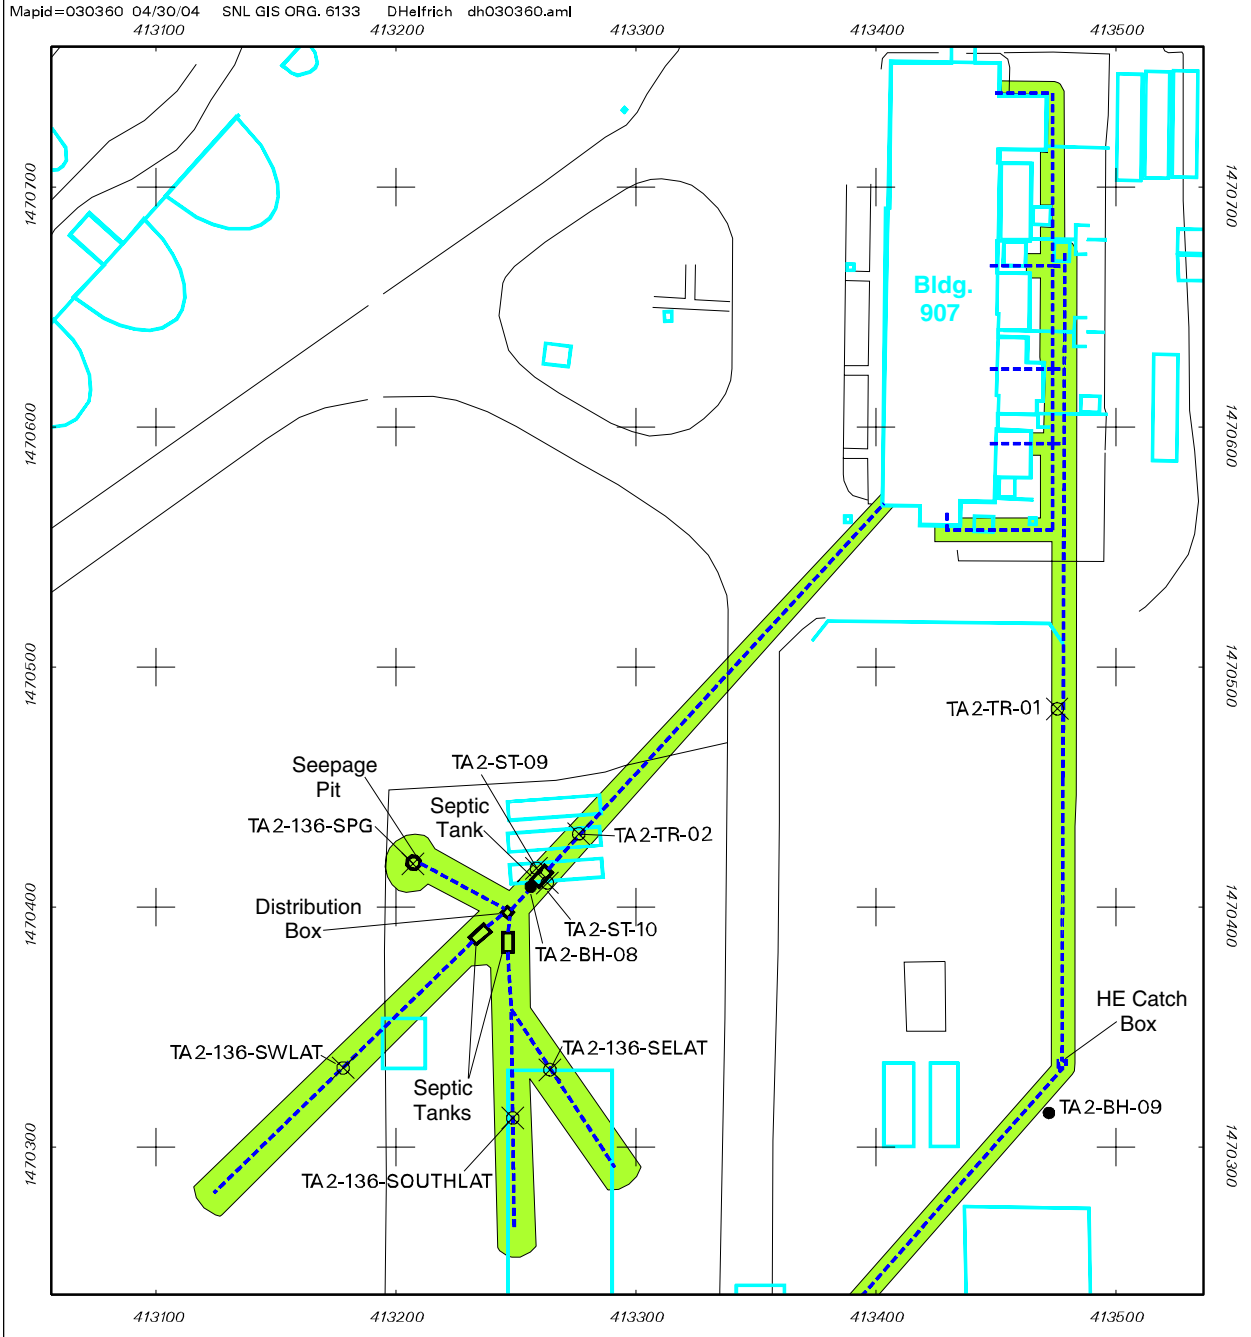 Mapid=030360 04/30/04 SNL GIS ORG. 6133 DHelfrich dh030360.aml
413100 413200 413300 413400 413500
1470700
1470700
Bldg.
907
1470600
1470600
1470500
1470500
TA2-TR-01
TA2-ST-09
Seepage
Pit
Septic
Tank
TA2-136-SPG
TA2-TR-02
1470400
1470400
Distribution
Box
TA2-ST-10
TA2-BH-08
HE Catch
Box
TA2-136-SWLAT
TA2-136-SELAT
Septic
Tanks
TA2-BH-09
1470300
1470300
TA2-136-SOUTHLAT
413100 413200 413300 413400 413500